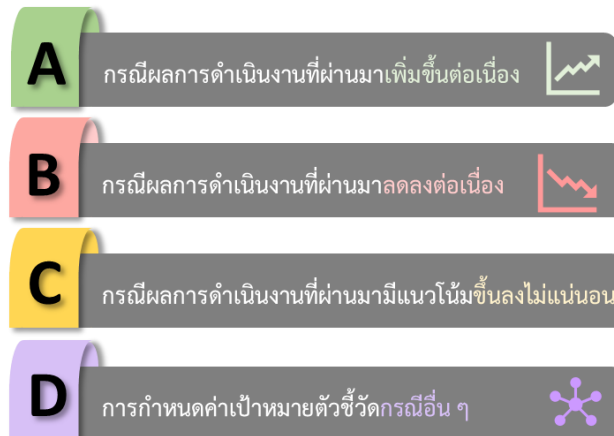 A
กรณีผลการดำเนินงานที่ผ่านมาเพิ่มขึ้นต่อเนื่อง
B
กรณีผลการดำเนินงานที่ผ่านมาลดลงต่อเนื่อง
C
กรณีผลการดำเนินงานที่ผ่านมามีแนวโน้มขึ้นลงไม่แน่นอน
D
การกำหนดค่าเป้าหมายตัวชี้วัดกรณีอื่น ๆ